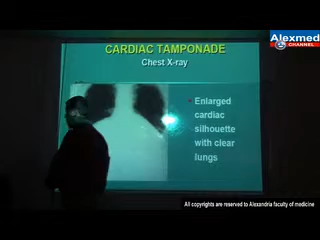 Alexmed
CHANNEL
CARDIAC TAMPONADE
Chest X-ray
Enlarged
cardiac
silhouette
with clear
lungs
All copyrights are reserved to Alexandria faculty of medicine